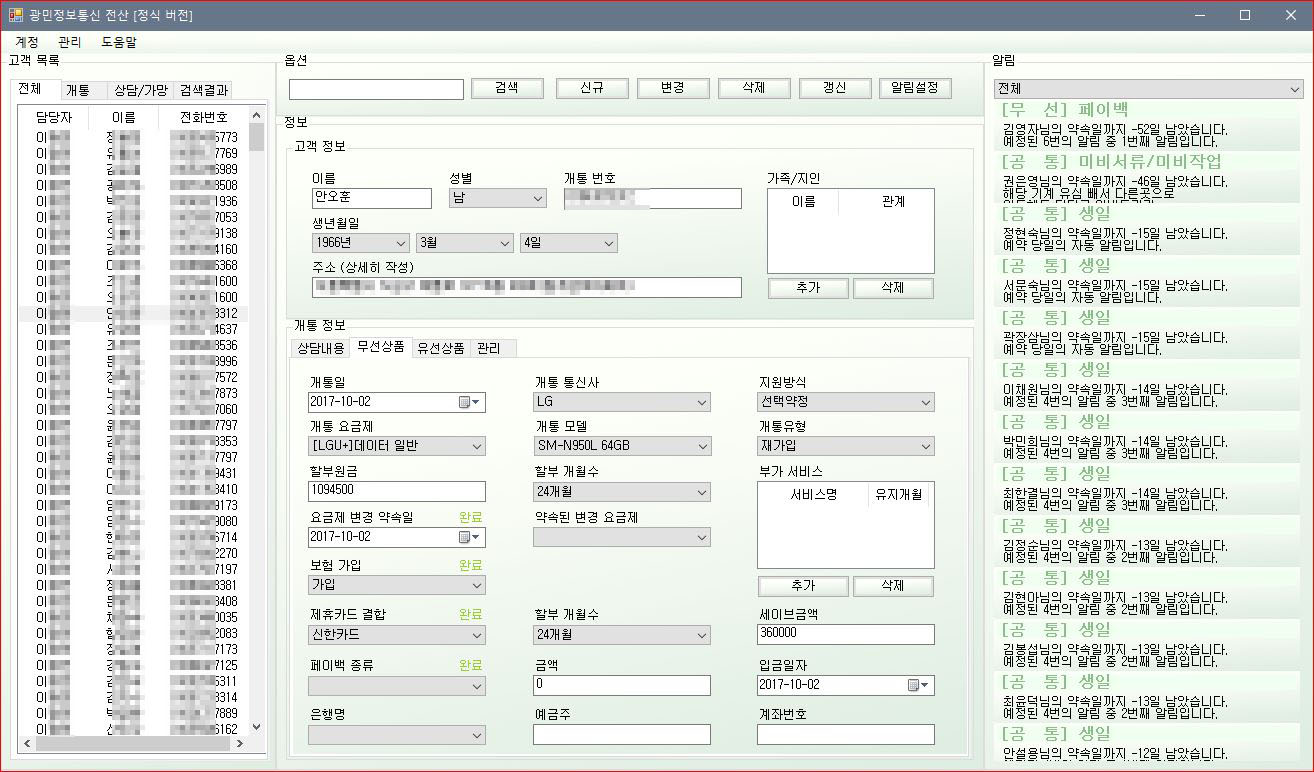 광민정보통신 전산 [정식 버전]
계정 관리 도움말
고객 목록
전체 개통 상담/가망 검색결과
담당자 이름 전화번호
이 5773
이 7769
이 6989
이 8508
이 1936
이 7053
이 9138
이 4160
이 6368
이 1600
이 1600
이 3312
이 4637
이 8536
이 8996
이 7572
이 7873
이 7060
이 7797
이 3353
이 7797
이 9431
이 8410
이 9173
이 9080
이 6714
이 2270
이 7197
이 8381
이 8408
이 0035
이 2083
이 7173
이 7125
이 5311
이 3314
이 7889
이 6162
옵션
검색 신규 변경 삭제 갱신 알림설정
정보
고객 정보
이름 성별 개통 번호 가족/지인
안오훈 남 이름 관계
생년월일
1966년 3월 4일
주소 (상세히 작성)
추가 삭제
개통 정보
상담내용 무선상품 유선상품 관리
개통일 개통 통신사 지원방식
2017-10-02 LG 선택약정
개통 요금제 개통 모델 개통유형
[LGU+]데이터 일반 SM-N950L 64GB 재가입
할부원금 할부 개월수 부가 서비스
1094500 24개월 서비스명 유지개월
요금제 변경 약속일 완료 약속된 변경 요금제
2017-10-02
보험 가입 완료
가입 추가 삭제
제휴카드 결합 완료 할부 개월수 세이브금액
신한카드 24개월 360000
페이백 종류 완료 금액 입금일자
0 2017-10-02
은행명 예금주 계좌번호
알림
전체
[무 선] 페이백
김영자님의 약속일까지 -52일 남았습니다.
예정된 6번의 알림 중 1번째 알림입니다.
[공 통] 미비서류/미비작업
권은영님의 약속일까지 -46일 남았습니다.
해당 기계 유심 빼서 다른곳으로
[공 통] 생일
정현숙님의 약속일까지 -15일 남았습니다.
예약 당일의 자동 알림입니다.
[공 통] 생일
서문숙님의 약속일까지 -15일 남았습니다.
예약 당일의 자동 알림입니다.
[공 통] 생일
곽장삼님의 약속일까지 -15일 남았습니다.
예약 당일의 자동 알림입니다.
[공 통] 생일
이채원님의 약속일까지 -14일 남았습니다.
예정된 4번의 알림 중 3번째 알림입니다.
[공 통] 생일
박민희님의 약속일까지 -14일 남았습니다.
예정된 4번의 알림 중 3번째 알림입니다.
[공 통] 생일
최한결님의 약속일까지 -14일 남았습니다.
예정된 4번의 알림 중 3번째 알림입니다.
[공 통] 생일
김정순님의 약속일까지 -13일 남았습니다.
예정된 4번의 알림 중 2번째 알림입니다.
[공 통] 생일
김현아님의 약속일까지 -13일 남았습니다.
예정된 4번의 알림 중 2번째 알림입니다.
[공 통] 생일
김봉섭님의 약속일까지 -13일 남았습니다.
예정된 4번의 알림 중 2번째 알림입니다.
[공 통] 생일
최윤덕님의 약속일까지 -13일 남았습니다.
예정된 4번의 알림 중 2번째 알림입니다.
[공 통] 생일
안설용님의 약속일까지 -12일 남았습니다.